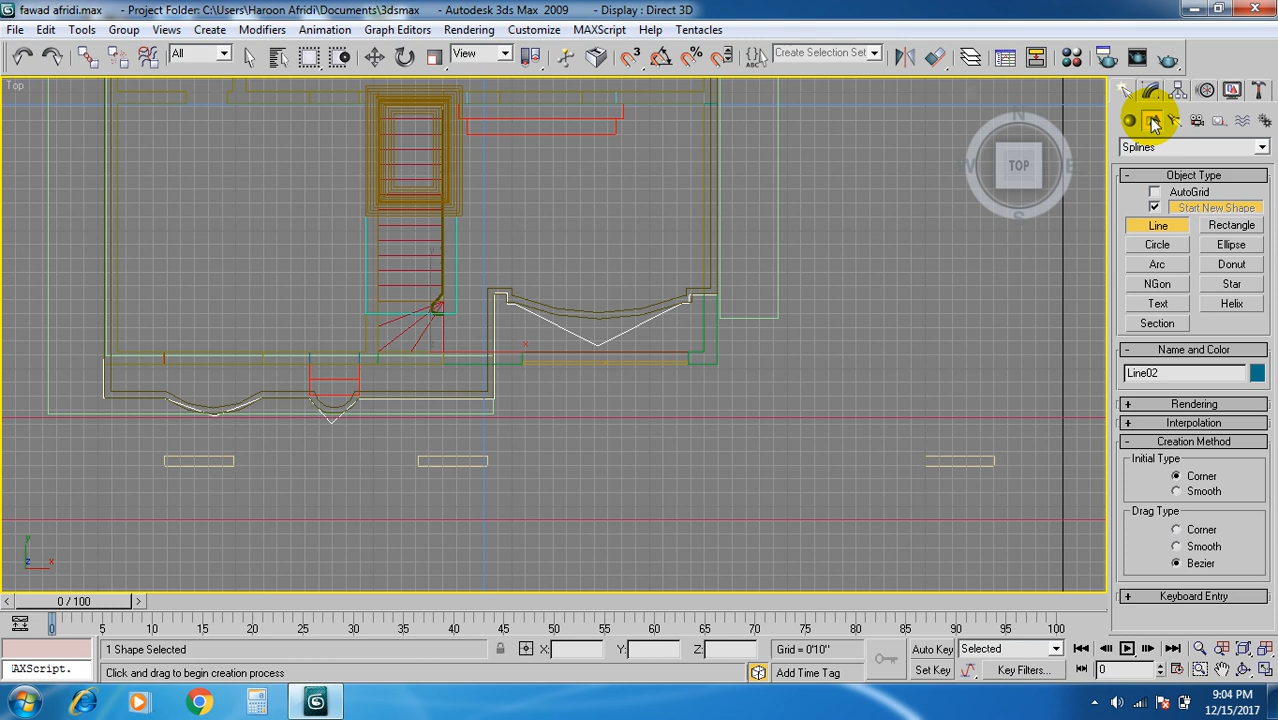 fawad afridi.max - Project Folder: C:\Users\Haroon Afridi\Documents\3dsmax - Autodesk 3ds Max 2009 - Display : Direct 3D
File Edit Tools Group Views Create Modifiers Animation Graph Editors Rendering Customize MAXScript Help Tentacles
All View Create Selection Set
Top
N
TOP
S
Splines
Object Type
AutoGrid
Start New Shape
Line Rectangle
Circle Ellipse
Arc Donut
NGon Star
Text Helix
Section
Name and Color
Line02
Rendering
Interpolation
Creation Method
Initial Type
Corner
Smooth
Drag Type
Corner
Smooth
Bezier
Keyboard Entry
x
y
z x
0 / 100
0 5 10 15 20 25 30 35 40 45 50 55 60 65 70 75 80 85 90 95 100
1 Shape Selected X: Y: Z: Grid = 0'10" Auto Key Selected
AXScript. Click and drag to begin creation process Add Time Tag Set Key Key Filters... 0
9:04 PM
12/15/2017